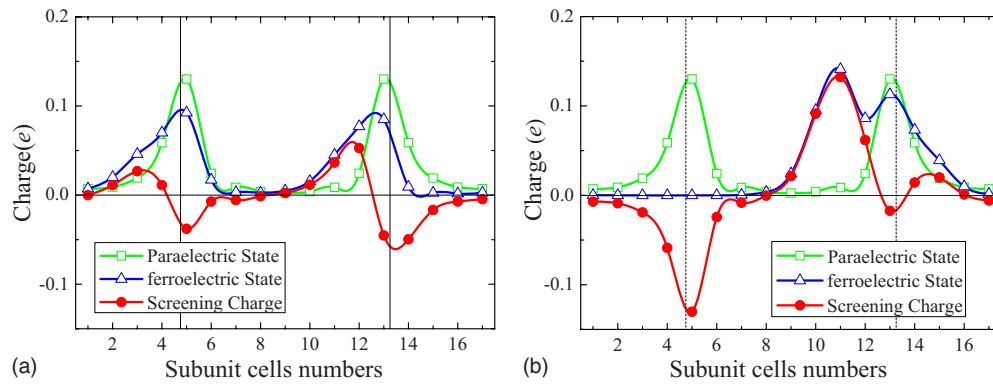 0.2
0.1
0.0
-0.1
Charge(e)
2 4 6 8 10 12 14 16
Subunit cells numbers
Paraelectric State
ferroelectric State
Screening Charge
(a)
0.2
0.1
0.0
-0.1
Charge (e)
2 4 6 8 10 12 14 16
Subunit cells numbers
Paraelectric State
ferroelectric State
Screening Charge
(b)